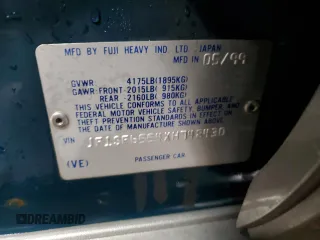 MFD BY FUJI HEAVY IND. LTD., JAPAN
MFD IN 05/99
GVWR 4175LB(1895KG)
GAWR-FRONT-2015LB( 915KG)
REAR -2160LB( 980KG)
THIS VEHICLE CONFORMS TO ALL APPLICABLE
FEDERAL MOTOR VEHICLE SAFETY, BUMPER, AND
THEFT PREVENTION STANDARDS IN EFFECT ON
THE DATE OF MANUFACTURE SHOWN ABOVE.
(VE) PASSENGER CAR
DREAMBID